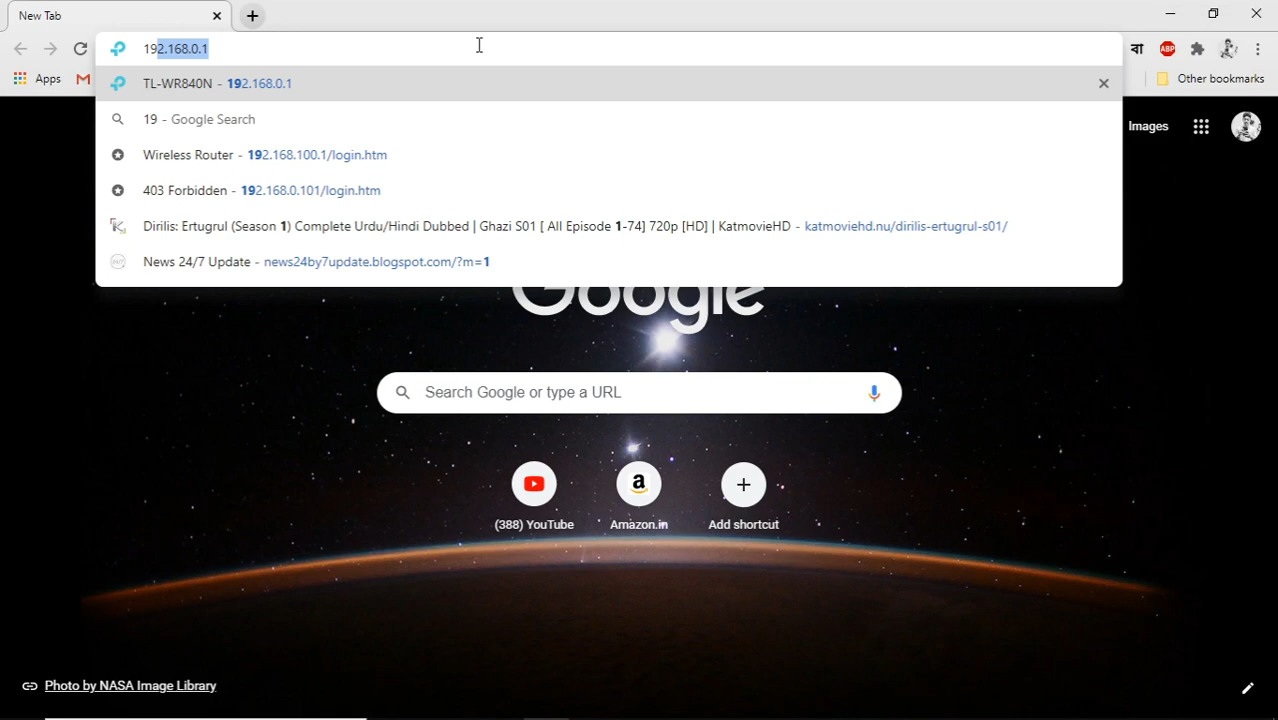 New Tab
192.168.0.1
বা
ABP
Apps
Other bookmarks
TL-WR840N - 192.168.0.1
19 - Google Search
Wireless Router - 192.168.100.1/login.htm
403 Forbidden - 192.168.0.101/login.htm
Dirilis: Ertugrul (Season 1) Complete Urdu/Hindi Dubbed | Ghazi S01 [ All Episode 1-74] 720p [HD] | KatmovieHD - katmoviehd.nu/dirilis-ertugrul-s01/
News 24/7 Update - news24by7update.blogspot.com/?m=1
Images
Google
Search Google or type a URL
(388) YouTube
Amazon.in
Add shortcut
Photo by NASA Image Library